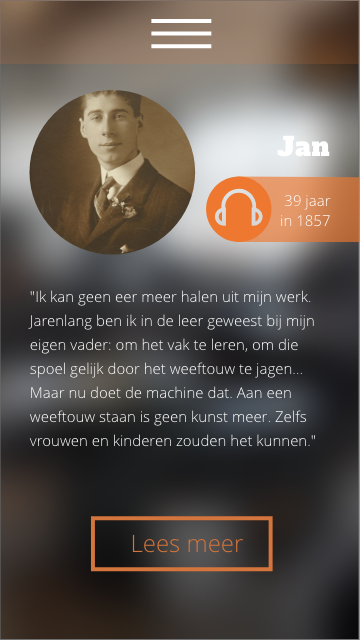 Jan
39 jaar
in 1857
"Ik kan geen eer meer halen uit mijn werk.
Jarenlang ben ik in de leer geweest bij mijn
eigen vader: om het vak te leren, om die
spoel gelijk door het weeftouw te jagen...
Maar nu doet de machine dat. Aan een
weeftouw staan is geen kunst meer. Zelfs
vrouwen en kinderen zouden het kunnen."
Lees meer